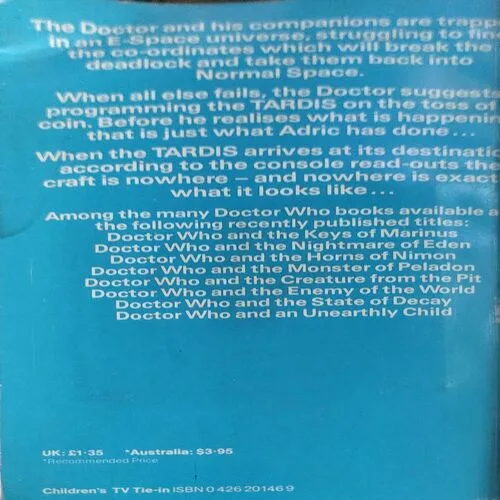 The Doctor and his companions are trapp
in an E-Space universe, struggling to fin
the co-ordinates which will break the
deadlock and take them back into
Normal Space.
When all else fails, the Doctor suggests
programming the TARDIS on the toss of
coin. Before he realises what is happenin
that is just what Adric has done...
When the TARDIS arrives at its destinatio
according to the console read-outs the
craft is nowhere – and nowhere is exact
what it looks like...
Among the many Doctor Who books available a
the following recently published titles:
Doctor Who and the Keys of Marinus
Doctor Who and the Nightmare of Eden
Doctor Who and the Horns of Nimon
Doctor Who and the Monster of Peladon
Doctor Who and the Creature from the Pit
Doctor Who and the Enemy of the World
Doctor Who and the State of Decay
Doctor Who and an Unearthly Child
UK: £1·35 *Australia: $3·95
*Recommended Price
Children's TV Tie-in ISBN 0 426 20146 9